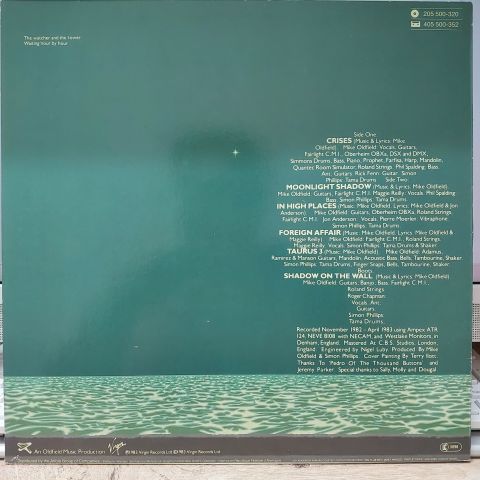 The watcher and the tower
Waiting hour by hour
205 500-320
405 500-352
Side One
CRISES (Music & Lyrics: Mike
Oldfield) Mike Oldfield: Vocals, Guitars,
Fairlight C.M.I., Oberheim OBXa, DSX and DMX,
Simmons Drums, Bass, Piano, Prophet, Farfisa, Harp, Mandolin,
Quantec Room Simulator, Roland Strings. Phil Spalding: Bass.
Ant: Guitars. Rick Fenn: Guitar. Simon
Phillips: Tama Drums. Side Two
MOONLIGHT SHADOW (Music & Lyrics: Mike Oldfield)
Mike Oldfield: Guitars, Fairlight C.M.I. Maggie Reilly: Vocals. Phil Spalding:
Bass. Simon Phillips: Tama Drums.
IN HIGH PLACES (Music: Mike Oldfield. Lyrics: Mike Oldfield & Jon
Anderson) Mike Oldfield: Guitars, Oberheim OBXa, Roland Strings,
Fairlight C.M.I. Jon Anderson: Vocals. Pierre Moerlen: Vibraphone.
Simon Phillips: Tama Drums.
FOREIGN AFFAIR (Music: Mike Oldfield. Lyrics: Mike Oldfield &
Maggie Reilly) Mike Oldfield: Fairlight C.M.I., Roland Strings.
Maggie Reilly: Vocals. Simon Phillips: Tama Drums & Shaker.
TAURUS 3 (Music: Mike Oldfield) Mike Oldfield: Adamus,
Ramirez & Manson Guitars, Mandolin, Acoustic Bass, Bells, Tambourine, Shaker.
Simon Phillips: Tama Drums, Finger Snaps, Bells, Tambourine, Shaker,
Boots.
SHADOW ON THE WALL (Music & Lyrics: Mike Oldfield)
Mike Oldfield: Guitars, Banjo, Bass, Fairlight C.M.I.,
Roland Strings.
Roger Chapman:
Vocals. Ant:
Guitars.
Simon Phillips:
Tama Drums.
Recorded November 1982 - April 1983 using Ampex ATR
124, NEVE 8108 with NECAM, and Westlake Monitors, in
Denham, England. Mastered At C.B.S. Studios, London,
England. Engineered by Nigel Luby. Produced By Mike
Oldfield & Simon Phillips. Cover Painting By Terry Ilott.
Thanks To 'Pedro Of The Thousand Buttons' and
Jeremy Parker. Special thanks to Sally, Molly and Dougal.
An Oldfield Music Production Virgin ℗ 1983 Virgin Records Ltd © 1983 Virgin Records Ltd